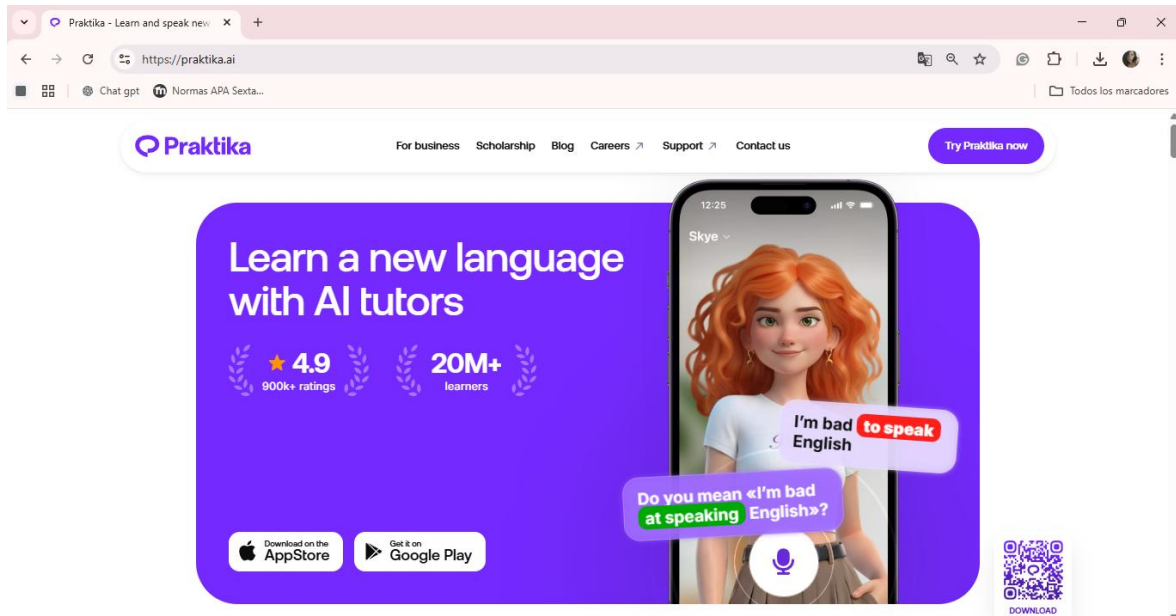 Praktika - Learn and speak new
https://praktika.ai
Chat gpt
Normas APA Sexta...
Todos los marcadores
Praktika
For business Scholarship Blog Careers ↗ Support ↗ Contact us
Try Praktika now
Learn a new language
with AI tutors
4.9
900k+ ratings
20M+
learners
12:25
Skye
I'm bad to speak
English
Do you mean «I'm bad
at speaking English»?
Download on the
AppStore
Get it on
Google Play
DOWNLOAD